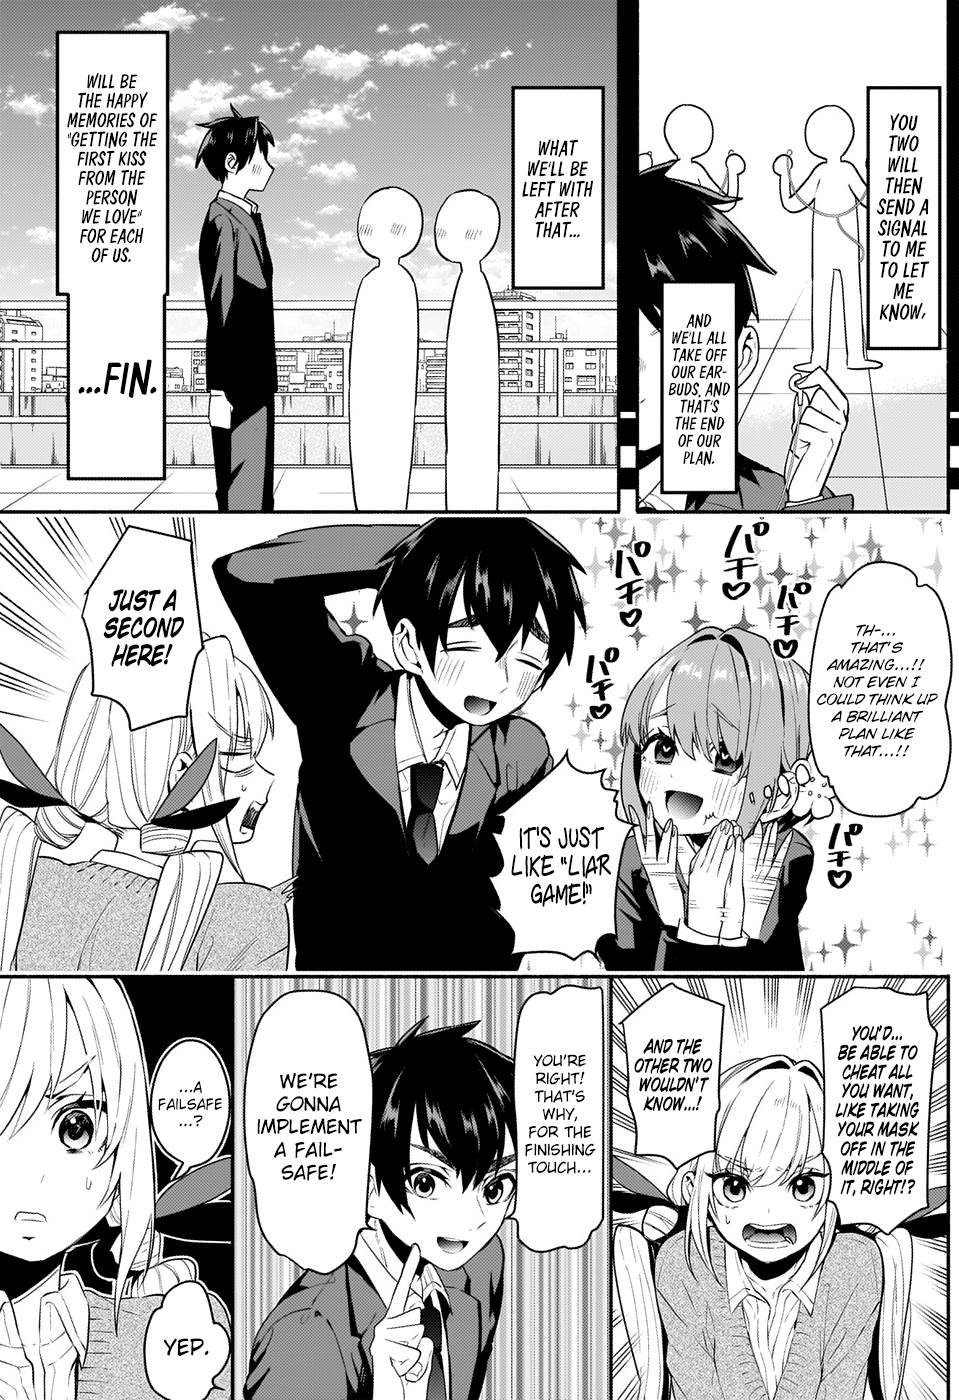 YOU
TWO
WILL THEN
SEND A
SIGNAL
TO ME
TO LET
ME
KNOW,
AND
WE'LL ALL
TAKE OFF
OUR EAR-
BUDS, AND
THAT'S
THE END
OF OUR
PLAN.
WHAT
WE'LL BE
LEFT WITH
AFTER
THAT...
WILL BE
THE HAPPY
MEMORIES OF
"GETTING THE
FIRST KISS
FROM THE
PERSON
WE LOVE"
FOR EACH
OF US.
...FIN.
TH-...
THAT'S
AMAZING...!!
NOT EVEN I
COULD THINK UP
A BRILLIANT
PLAN LIKE
THAT...!!
パチ♡
パチ♡
パチ♡
パチ♡
パチ♡
IT'S JUST
LIKE "LIAR
GAME!"
JUST A
SECOND
HERE!
YOU'D...
BE ABLE TO
CHEAT ALL
YOU WANT,
LIKE TAKING
YOUR MASK
OFF IN THE
MIDDLE OF
IT, RIGHT!?
AND THE
OTHER TWO
WOULDN'T
KNOW...!
YOU'RE
RIGHT!
THAT'S WHY,
FOR THE
FINISHING
TOUCH...
WE'RE
GONNA
IMPLEMENT
A FAIL-
SAFE!
...A
FAILSAFE
...?
YEP.